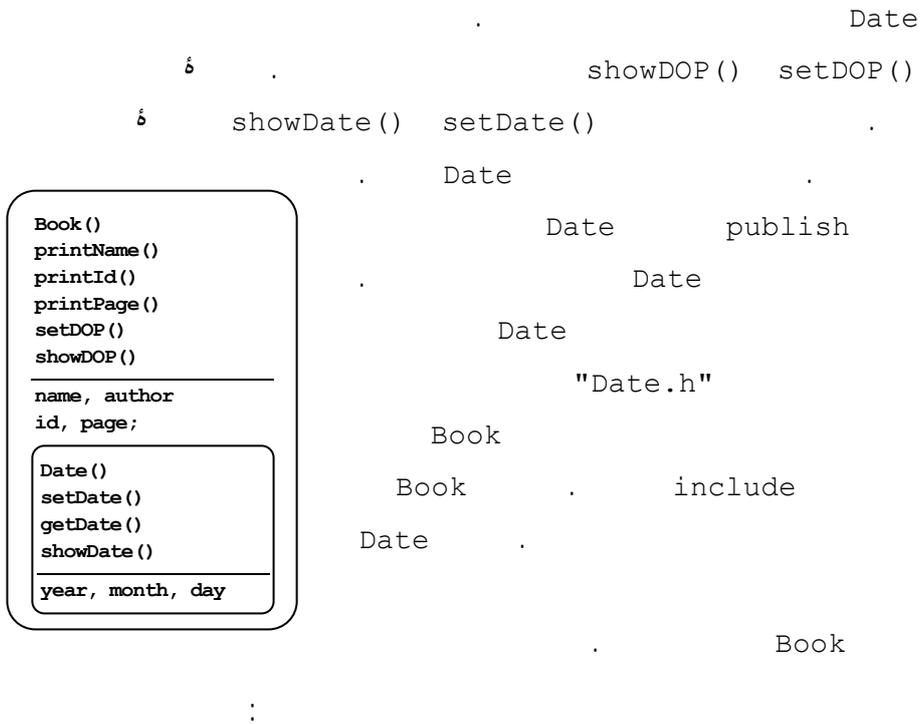 . Date
ۀ . showDOP() setDOP()
ۀ showDate() setDate() .
. Date .
Date publish
. Date
Date
"Date.h"
Book
Book . include
Date .
Book()
printName()
printId()
printPage()
setDOP()
showDOP()
name, author
id, page;
Date()
setDate()
getDate()
showDate()
year, month, day
. Book
: